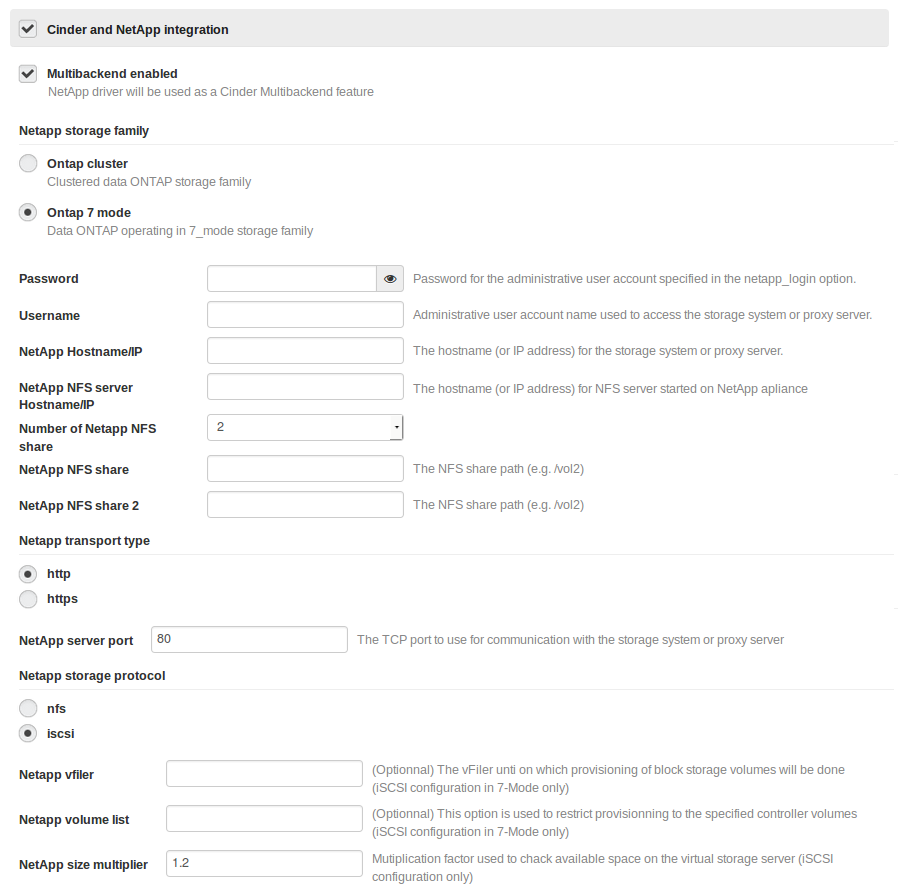 Cinder and NetApp integration
Multibackend enabled
NetApp driver will be used as a Cinder Multibackend feature
Netapp storage family
Ontap cluster
Clustered data ONTAP storage family
Ontap 7 mode
Data ONTAP operating in 7_mode storage family
Password Password for the administrative user account specified in the netapp_login option.
Username Administrative user account name used to access the storage system or proxy server.
NetApp Hostname/IP The hostname (or IP address) for the storage system or proxy server.
NetApp NFS server The hostname (or IP address) for NFS server started on NetApp apliance
Hostname/IP
Number of Netapp NFS 2
share
NetApp NFS share The NFS share path (e.g. /vol2)
NetApp NFS share 2 The NFS share path (e.g. /vol2)
Netapp transport type
http
https
NetApp server port 80 The TCP port to use for communication with the storage system or proxy server
Netapp storage protocol
nfs
iscsi
Netapp vfiler (Optionnal) The vFiler unti on which provisioning of block storage volumes will be done
(iSCSI configuration in 7-Mode only)
Netapp volume list (Optionnal) This option is used to restrict provisionning to the specified controller volumes
(iSCSI configuration in 7-Mode only)
NetApp size multiplier 1.2 Mutiplication factor used to chack available space on the virtual storage server (iSCSI
configuration only)